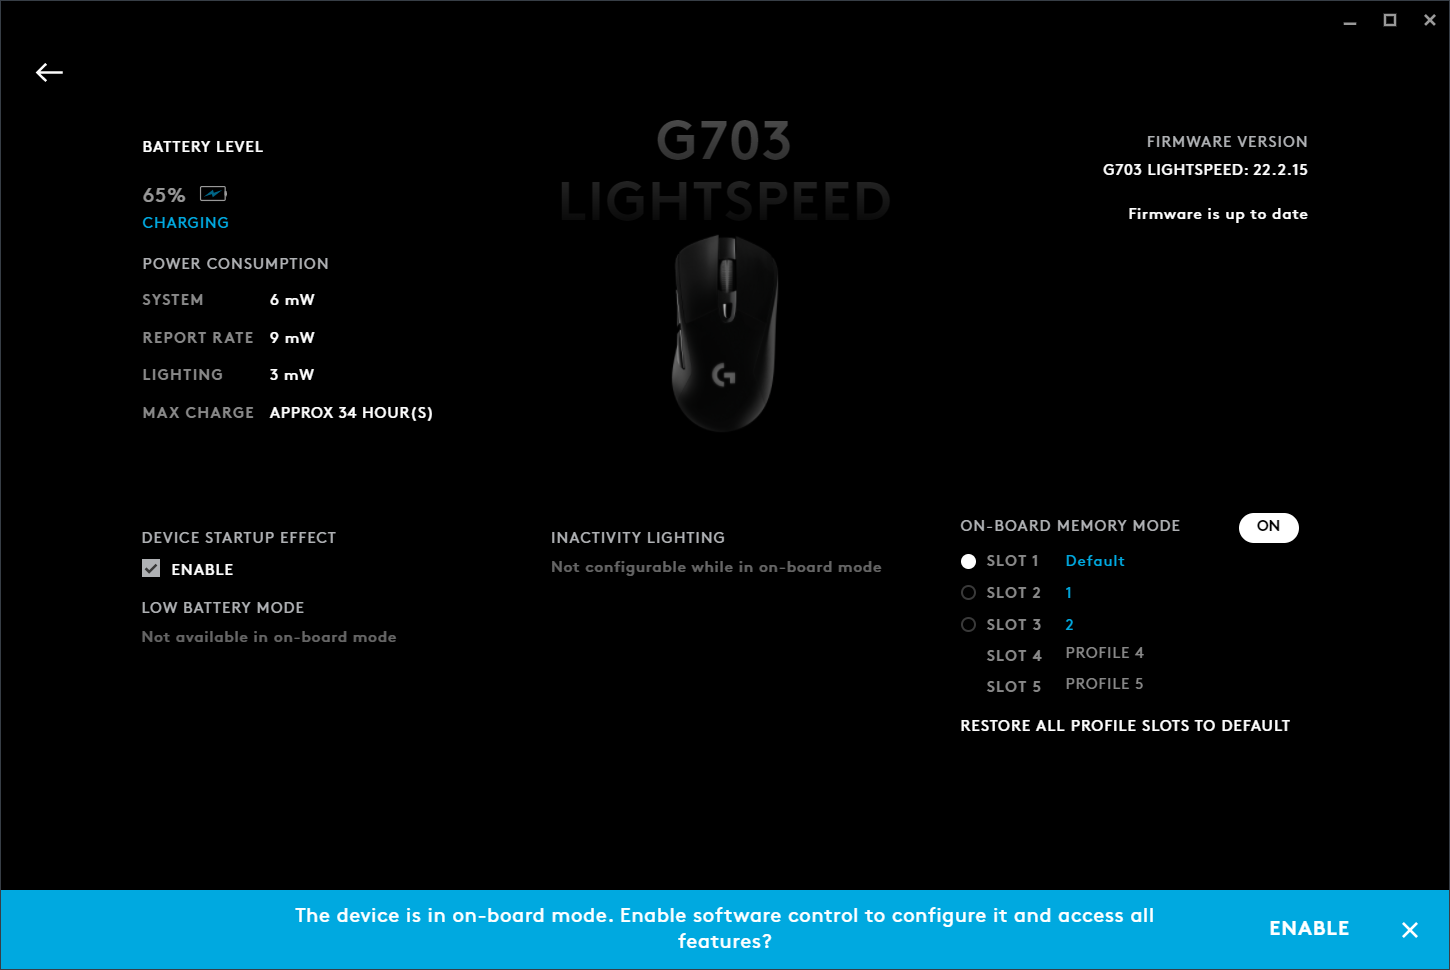 G703
LIGHTSPEED
BATTERY LEVEL
65%
CHARGING
POWER CONSUMPTION
SYSTEM 6 mW
REPORT RATE 9 mW
LIGHTING 3 mW
MAX CHARGE APPROX 34 HOUR(S)
FIRMWARE VERSION
G703 LIGHTSPEED: 22.2.15
Firmware is up to date
DEVICE STARTUP EFFECT
ENABLE
LOW BATTERY MODE
Not available in on-board mode
INACTIVITY LIGHTING
Not configurable while in on-board mode
ON-BOARD MEMORY MODE ON
SLOT 1 Default
SLOT 2 1
SLOT 3 2
SLOT 4 PROFILE 4
SLOT 5 PROFILE 5
RESTORE ALL PROFILE SLOTS TO DEFAULT
The device is in on-board mode. Enable software control to configure it and access all
features?
ENABLE